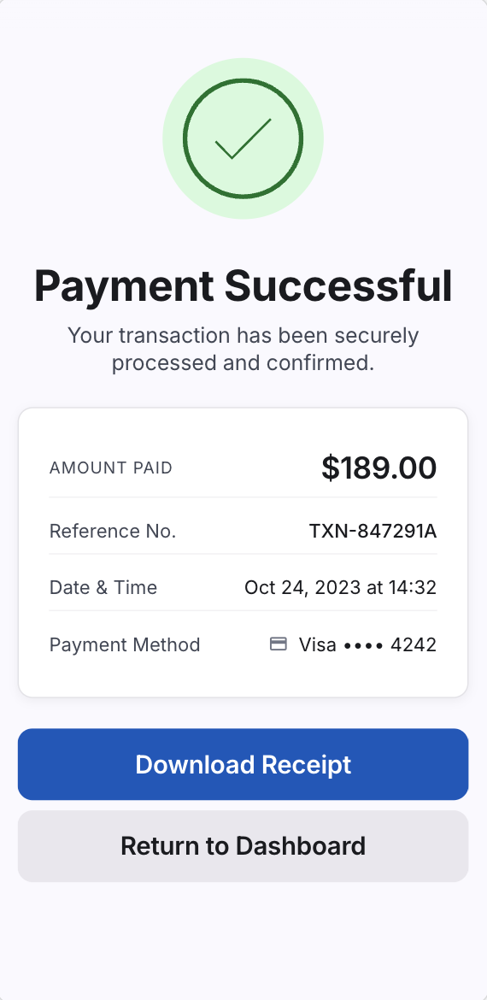 Payment Successful
Your transaction has been securely
processed and confirmed.
AMOUNT PAID $189.00
Reference No. TXN-847291A
Date & Time Oct 24, 2023 at 14:32
Payment Method Visa •••• 4242
Download Receipt
Return to Dashboard